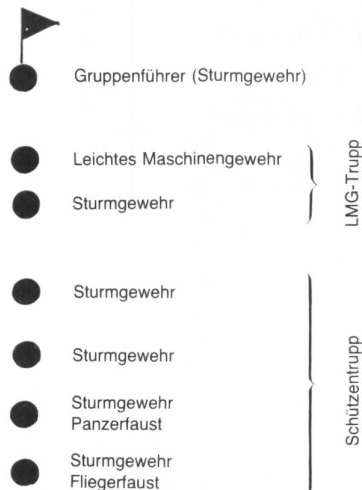 Gruppenführer (Sturmgewehr)
Leichtes Maschinengewehr
Sturmgewehr
LMG-Trupp
Sturmgewehr
Sturmgewehr
Sturmgewehr
Panzerfaust
Sturmgewehr
Fliegerfaust
Schützentrupp